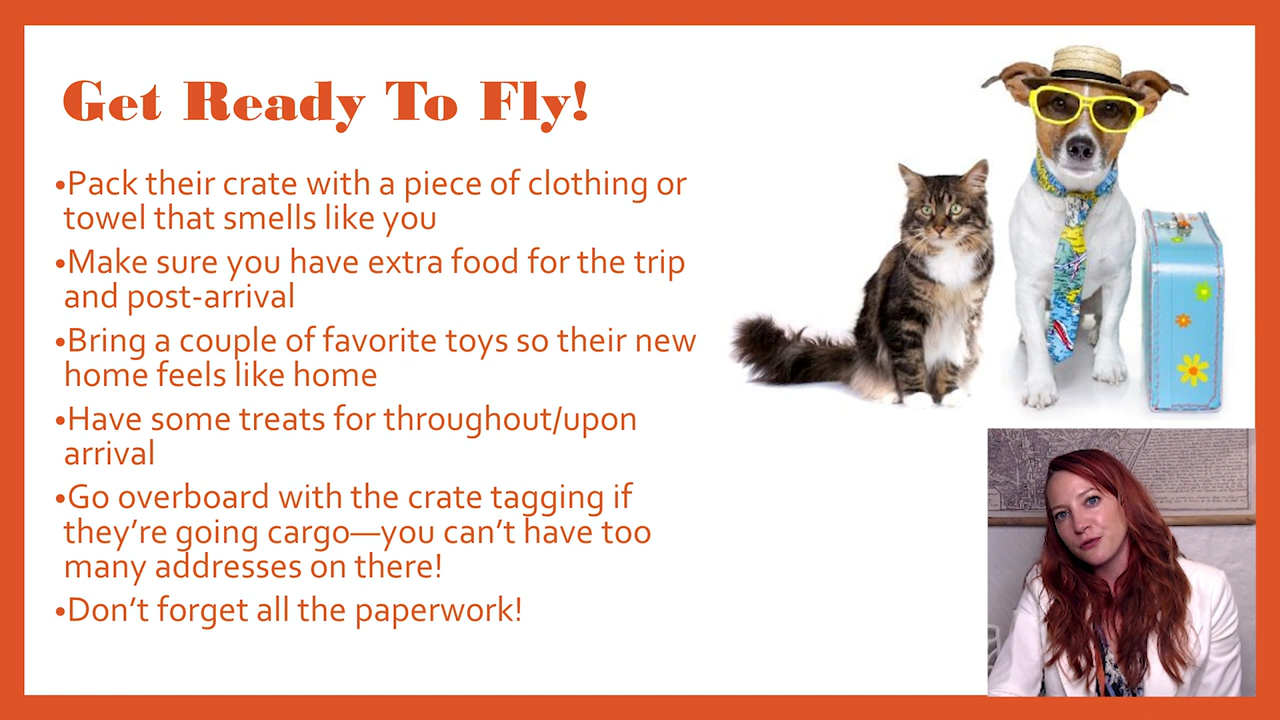 Get Ready To Fly!
•Pack their crate with a piece of clothing or
towel that smells like you
•Make sure you have extra food for the trip
and post-arrival
•Bring a couple of favorite toys so their new
home feels like home
•Have some treats for throughout/upon
arrival
•Go overboard with the crate tagging if
they’re going cargo—you can’t have too
many addresses on there!
•Don’t forget all the paperwork!